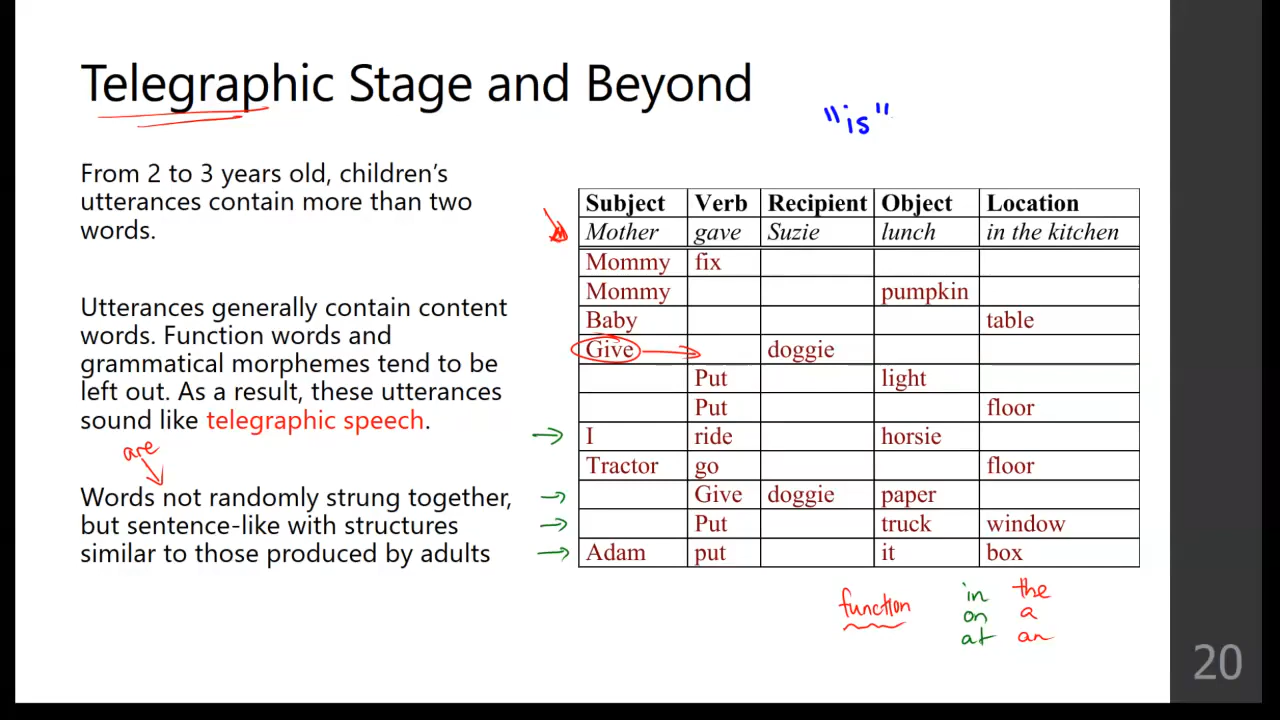 Telegraphic Stage and Beyond
"is"
From 2 to 3 years old, children's
utterances contain more than two
words.
Utterances generally contain content
words. Function words and
grammatical morphemes tend to be
left out. As a result, these utterances
sound like telegraphic speech.
are
Words not randomly strung together,
but sentence-like with structures
similar to those produced by adults
Subject Verb Recipient Object Location
Mother gave Suzie lunch in the kitchen
Mommy fix
Mommy pumpkin
Baby table
Give doggie
Put light
Put floor
I ride horsie
Tractor go floor
Give doggie paper
Put truck window
Adam put it box
function
in the
on a
at an
20